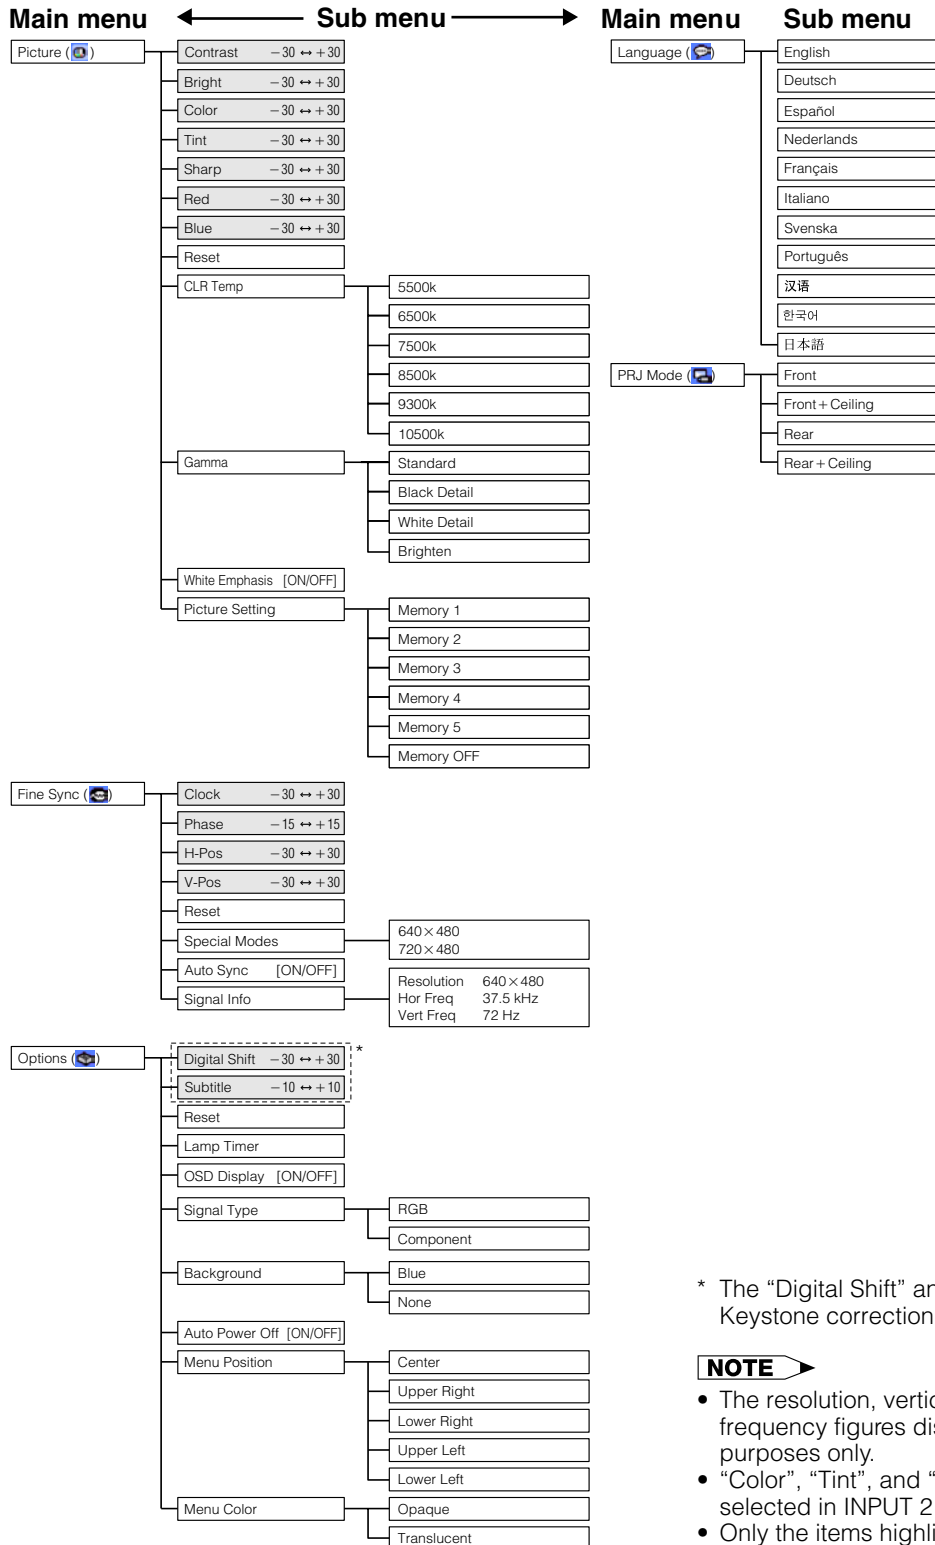 Main menu Sub menu Main menu Sub menu
Picture ( )
Contrast −30 ↔ +30
Bright −30 ↔ +30
Color −30 ↔ +30
Tint −30 ↔ +30
Sharp −30 ↔ +30
Red −30 ↔ +30
Blue −30 ↔ +30
Reset
CLR Temp
5500k
6500k
7500k
8500k
9300k
10500k
Gamma
Standard
Black Detail
White Detail
Brighten
White Emphasis [ON/OFF]
Picture Setting
Memory 1
Memory 2
Memory 3
Memory 4
Memory 5
Memory OFF
Fine Sync ( )
Clock −30 ↔ +30
Phase −15 ↔ +15
H-Pos −30 ↔ +30
V-Pos −30 ↔ +30
Reset
Special Modes
640×480
720×480
Auto Sync [ON/OFF]
Signal Info
Resolution 640×480
Hor Freq 37.5 kHz
Vert Freq 72 Hz
Options ( )
Digital Shift −30 ↔ +30 *
Subtitle −10 ↔ +10
Reset
Lamp Timer
OSD Display [ON/OFF]
Signal Type
RGB
Component
Background
Blue
None
Auto Power Off [ON/OFF]
Menu Position
Center
Upper Right
Lower Right
Upper Left
Lower Left
Menu Color
Opaque
Translucent
Language ( )
English
Deutsch
Español
Nederlands
Français
Italiano
Svenska
Português
汉语
한국어
日本語
PRJ Mode ( )
Front
Front+Ceiling
Rear
Rear+Ceiling
* The “Digital Shift”
Keystone correction
NOTE
• The resolution,
frequency figures
purposes only.
• “Color”, “Tint”, and “
selected in INPUT 2
• Only the items